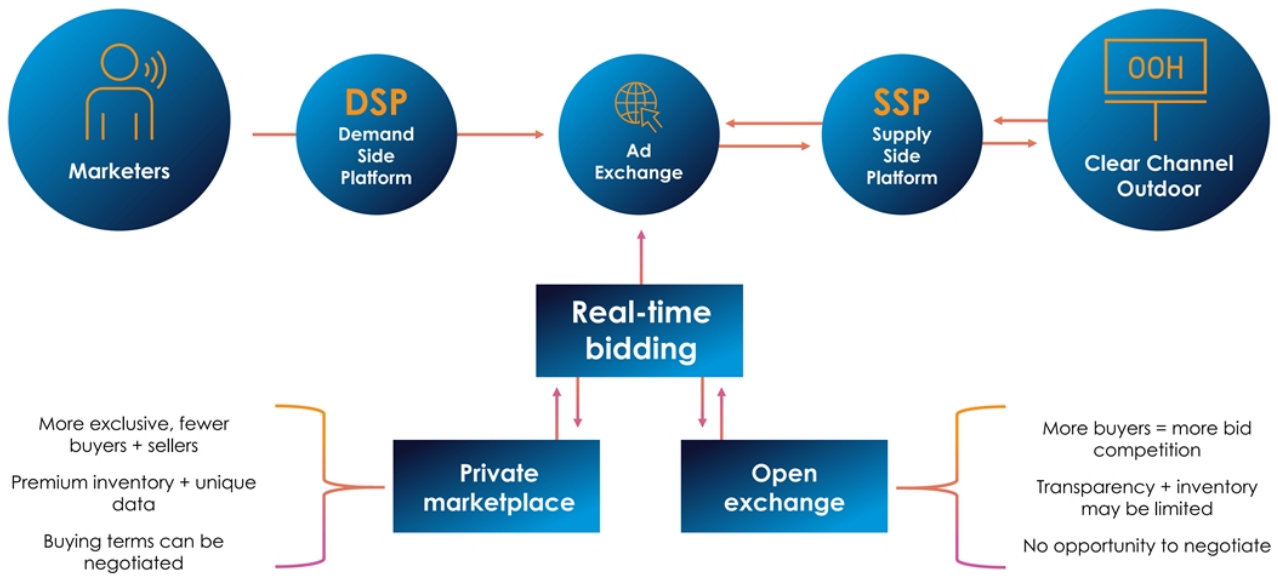 Marketers
DSP
Demand
Side
Platform
Ad
Exchange
SSP
Supply
Side
Platform
OOH
Clear Channel
Outdoor
Real-time
bidding
More exclusive, fewer
buyers + sellers
Premium inventory + unique
data
Buying terms can be
negotiated
Private
marketplace
Open
exchange
More buyers = more bid
competition
Transparency + inventory
may be limited
No opportunity to negotiate